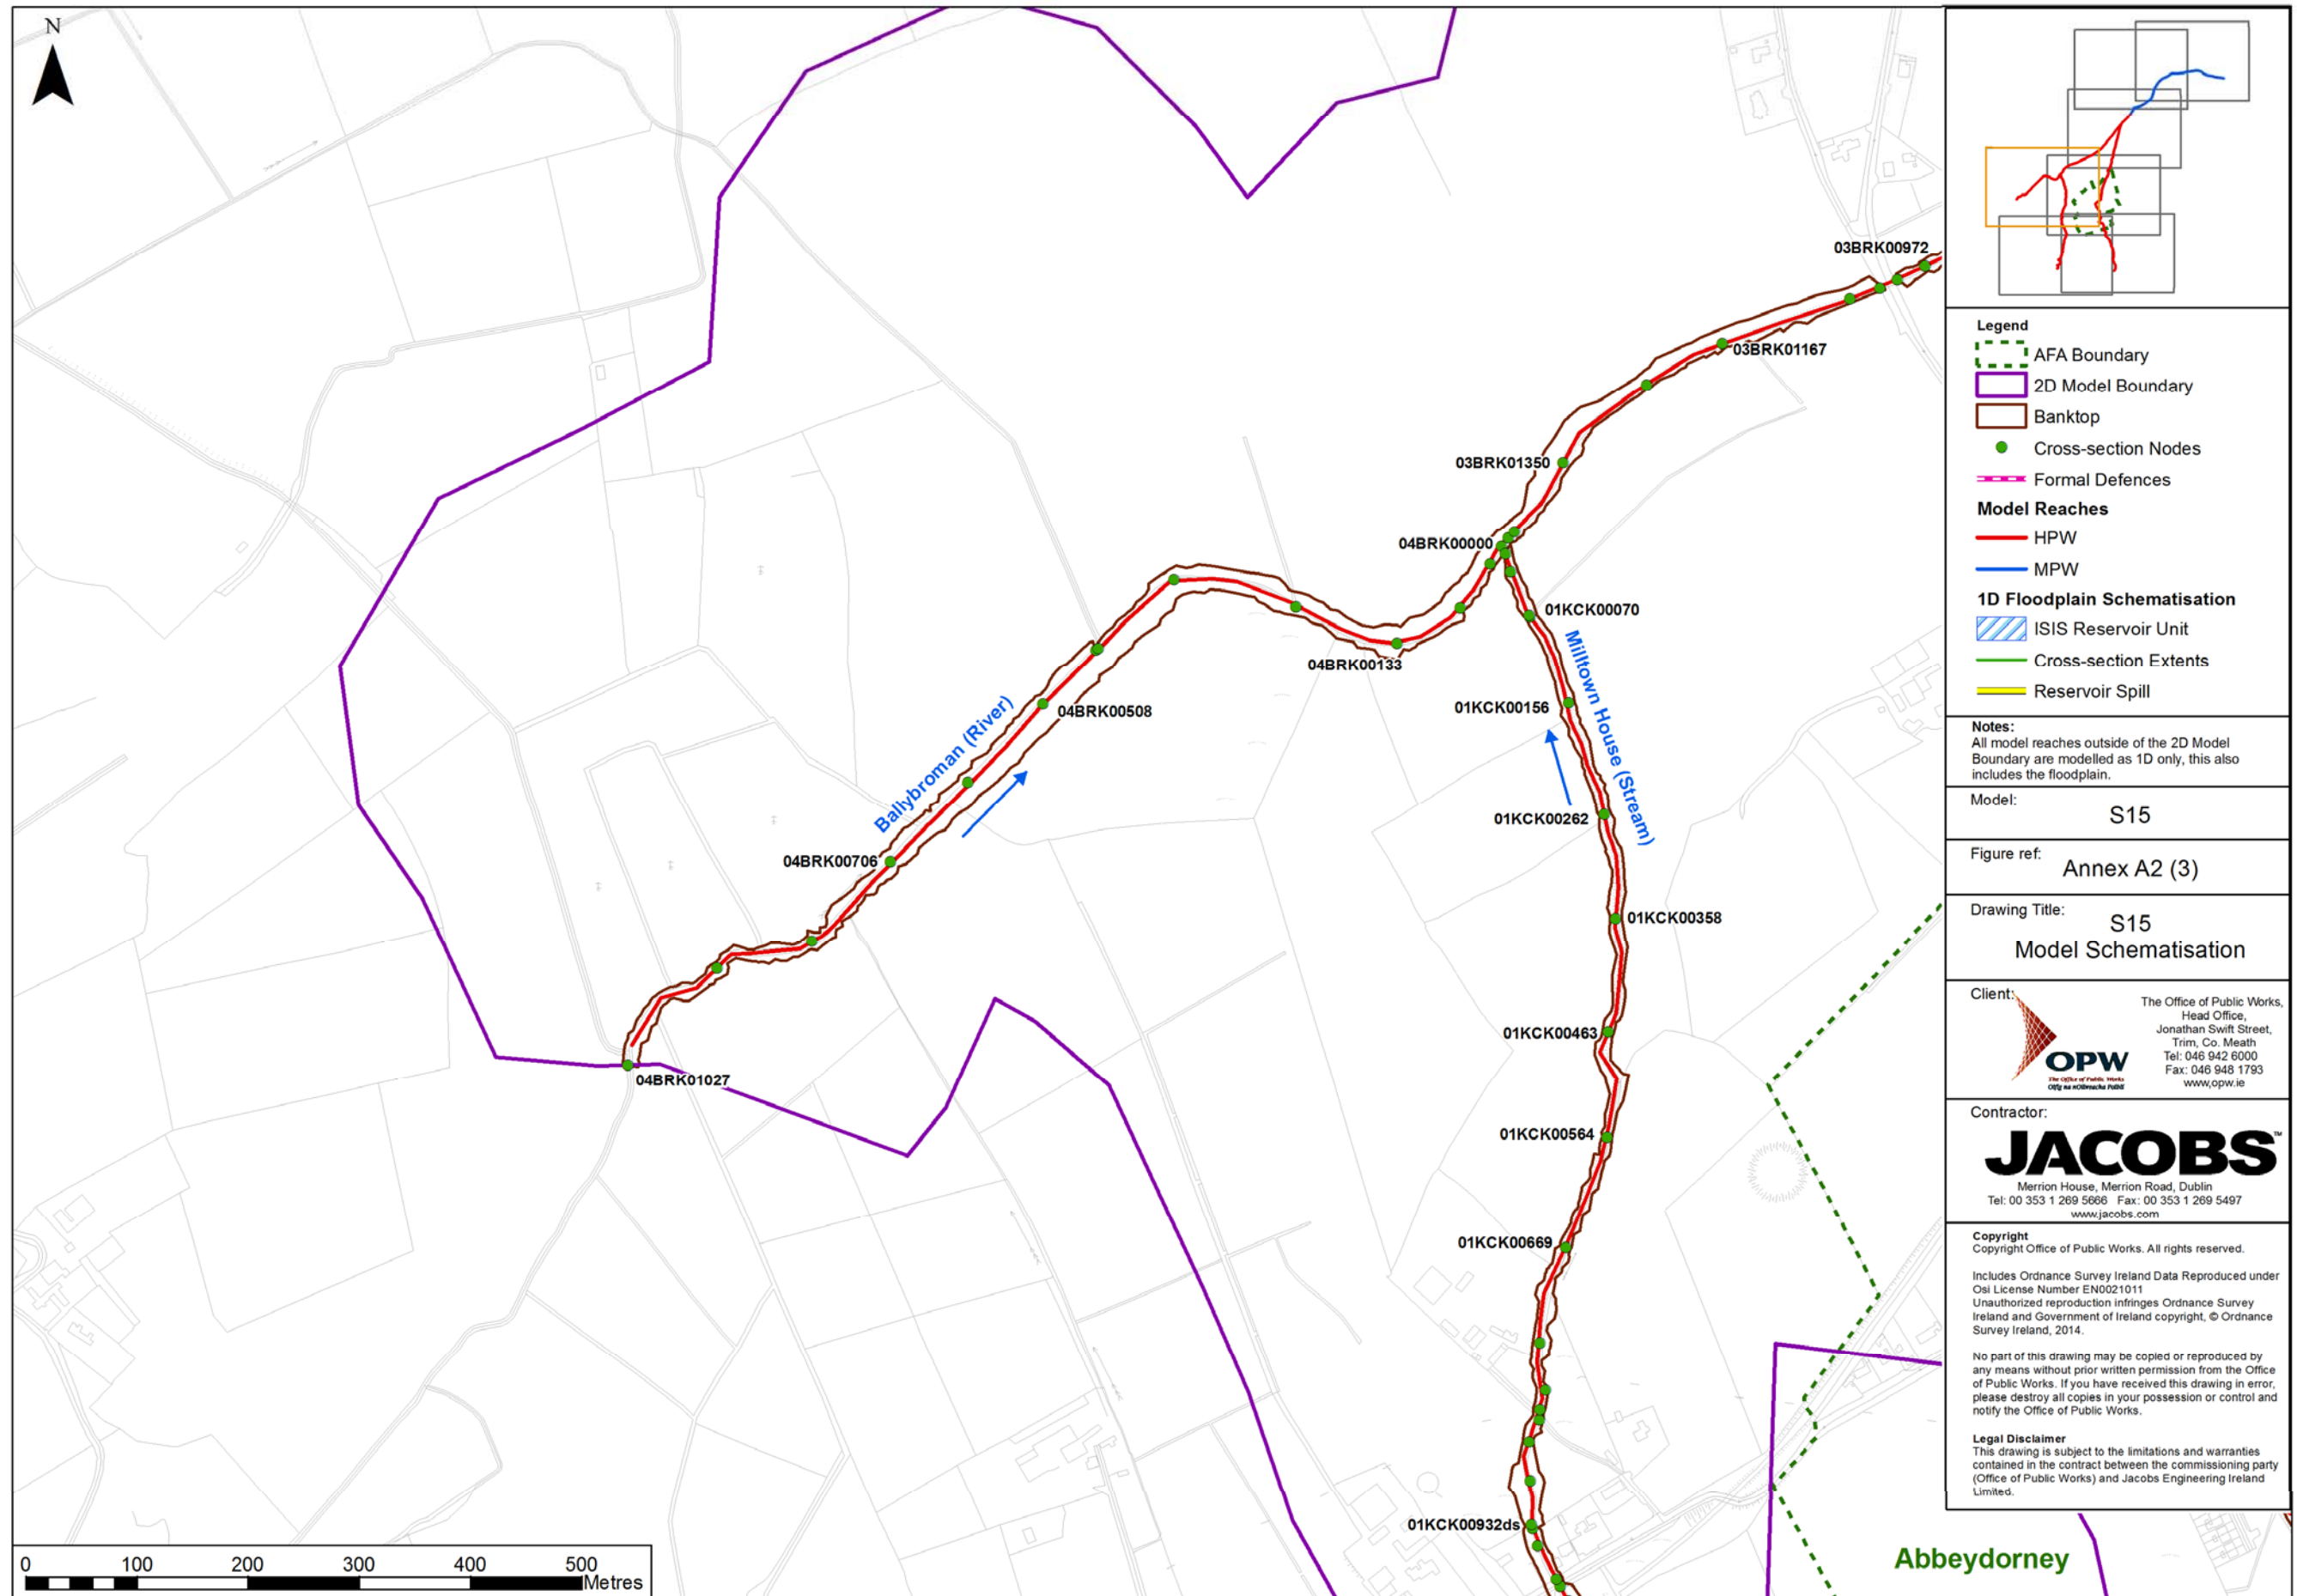 N
03BRK00972
03BRK01167
03BRK01350
04BRK00000
01KCK00070
04BRK00133
01KCK00156
Milltown House (Stream)
04BRK00508
Ballybroman (River)
01KCK00262
04BRK00706
01KCK00358
01KCK00463
04BRK01027
01KCK00564
01KCK00669
01KCK00932ds
Abbeydorney
0 100 200 300 400 500
Metres
Legend
AFA Boundary
2D Model Boundary
Banktop
Cross-section Nodes
Formal Defences
Model Reaches
HPW
MPW
1D Floodplain Schematisation
ISIS Reservoir Unit
Cross-section Extents
Reservoir Spill
Notes:
All model reaches outside of the 2D Model
Boundary are modelled as 1D only, this also
includes the floodplain.
Model:
S15
Figure ref:
Annex A2 (3)
Drawing Title:
S15
Model Schematisation
Client:
The Office of Public Works,
Head Office,
Jonathan Swift Street,
Trim, Co. Meath
Tel: 046 942 6000
Fax: 046 948 1793
www,opw.ie
OPW
The Office of Public Works
Oifig na nOibreacha Poiblí
Contractor:
JACOBS™
Merrion House, Merrion Road, Dublin
Tel: 00 353 1 269 5666 Fax: 00 353 1 269 5497
www.jacobs.com
Copyright
Copyright Office of Public Works. All rights reserved.
Includes Ordnance Survey Ireland Data Reproduced under
Osi License Number EN0021011
Unauthorized reproduction infringes Ordnance Survey
Ireland and Government of Ireland copyright, © Ordnance
Survey Ireland, 2014.
No part of this drawing may be copied or reproduced by
any means without prior written permission from the Office
of Public Works. If you have received this drawing in error,
please destroy all copies in your possession or control and
notify the Office of Public Works.
Legal Disclaimer
This drawing is subject to the limitations and warranties
contained in the contract between the commissioning party
(Office of Public Works) and Jacobs Engineering Ireland
Limited.